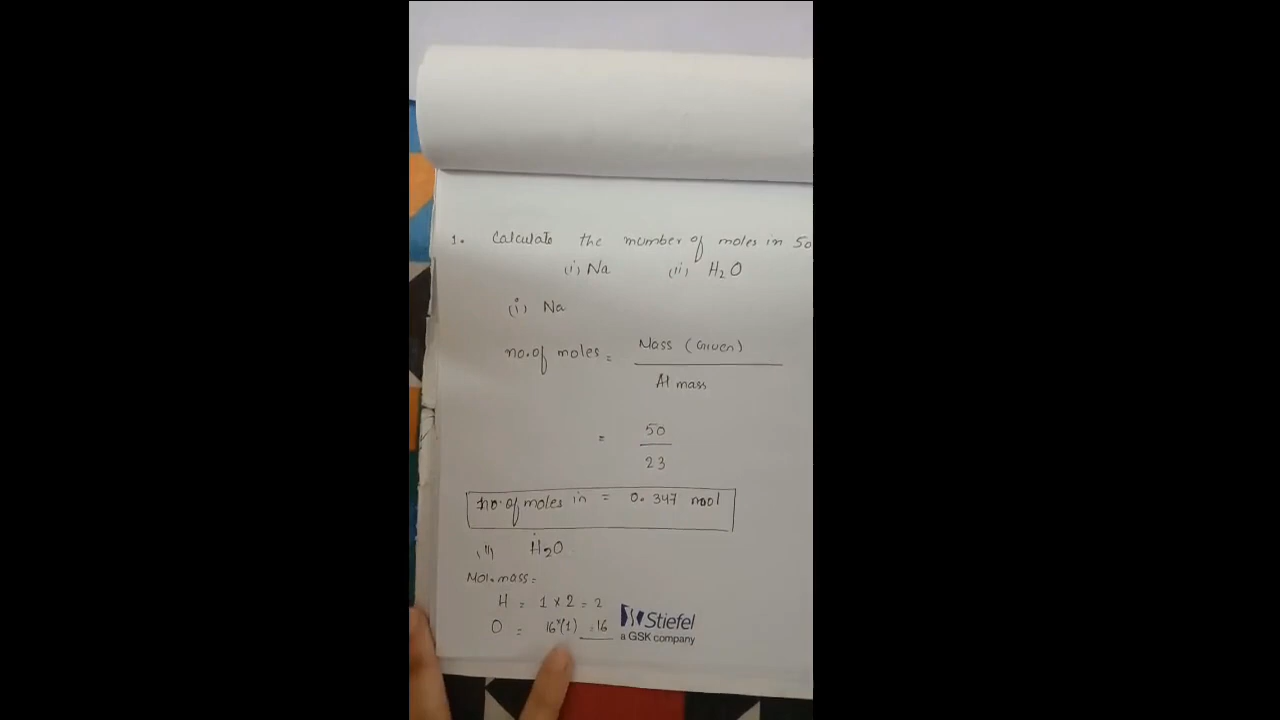 1. Calculate the number of moles in 50
(i) Na (ii) H2O
(i) Na
no.of moles = Mass (Given)
At mass
= 50
23
no.of moles in = 0.347 mol
(ii) H2O
Mol.mass =
H = 1 x 2 = 2
O = 16x(1) = 16
Stiefel
a GSK company